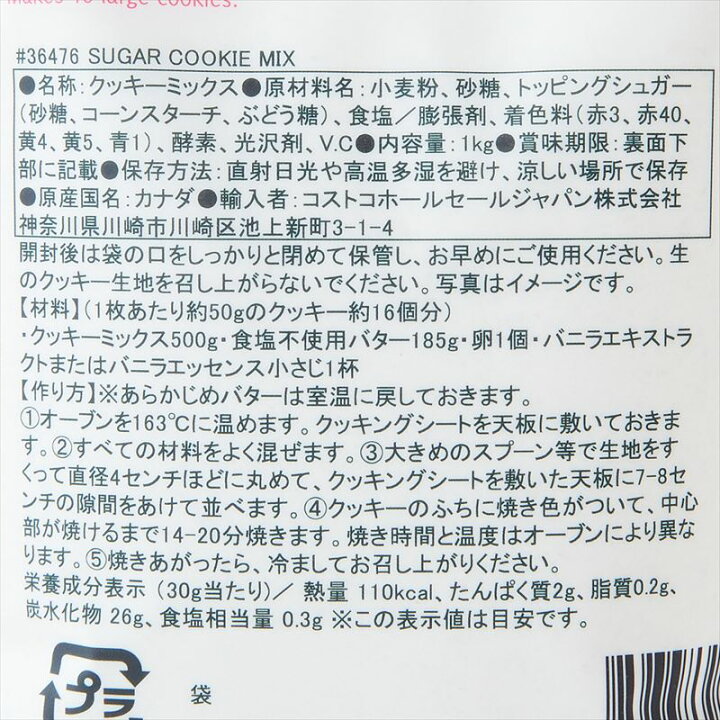 Makes 16 large cookies.
#36476 SUGAR COOKIE MIX
●名称：クッキーミックス●原材料名：小麦粉、砂糖、トッピングシュガー
(砂糖、コーンスターチ、ぶどう糖)、食塩／膨張剤、着色料(赤3、赤40、
黄4、黄5、青1)、酵素、光沢剤、V.C●内容量：1kg●賞味期限：裏面下
部に記載●保存方法：直射日光や高温多湿を避け、涼しい場所で保存
●原産国名：カナダ●輸入者：コストコホールセールジャパン株式会社
神奈川県川崎市川崎区池上新町3-1-4
開封後は袋の口をしっかりと閉めて保管し、お早めにご使用ください。生
のクッキー生地を召し上がらないでください。写真はイメージです。
【材料】(1枚あたり約50gのクッキー約16個分)
・クッキーミックス500g・食塩不使用バター185g・卵1個・バニラエキストラ
クトまたはバニラエッセンス小さじ1杯
【作り方】※あらかじめバターは室温に戻しておきます。
①オーブンを163℃に温めます。クッキングシートを天板に敷いておきま
す。②すべての材料をよく混ぜます。③大きめのスプーン等で生地をす
くって直径4センチほどに丸めて、クッキングシートを敷いた天板に7-8セ
ンチの隙間をあけて並べます。④クッキーのふちに焼き色がついて、中心
部が焼けるまで14-20分焼きます。焼き時間と温度はオーブンにより異な
ります。⑤焼きあがったら、冷ましてお召し上がりください。
栄養成分表示 (30g当たり)／ 熱量 110kcal、たんぱく質2g、脂質0.2g、
炭水化物 26g、食塩相当量 0.3g ※この表示値は目安です。
プラ
袋